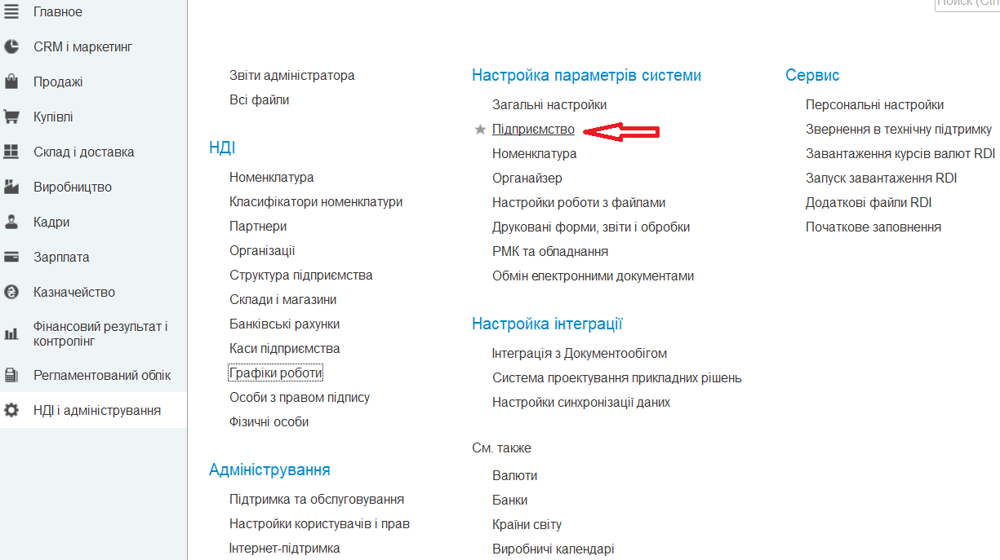 Главное
CRM і маркетинг
Продажі
Купівлі
Склад і доставка
Виробництво
Кадри
Зарплата
Казначейство
Фінансовий результат і
контролінг
Регламентований облік
НДІ і адміністрування
Звіти адміністратора
Всі файли
НДІ
Номенклатура
Класифікатори номенклатури
Партнери
Організації
Структура підприємства
Склади і магазини
Банківські рахунки
Каси підприємства
Графіки роботи
Особи з правом підпису
Фізичні особи
Адміністрування
Підтримка та обслуговування
Настройки користувачів і прав
Інтернет-підтримка
Настройка параметрів системи
Загальні настройки
Підприємство
Номенклатура
Органайзер
Настройки роботи з файлами
Друковані форми, звіти і обробки
РМК та обладнання
Обмін електронними документами
Настройка інтеграції
Інтеграція з Документообігом
Система проектування прикладних рішень
Настройки синхронізації даних
См. также
Валюти
Банки
Країни світу
Виробничі календарі
Поиск (Ctrl
Сервис
Персональні настройки
Звернення в технічну підтримку
Завантаження курсів валют RDI
Запуск завантаження RDI
Додаткові файли RDI
Початкове заповнення